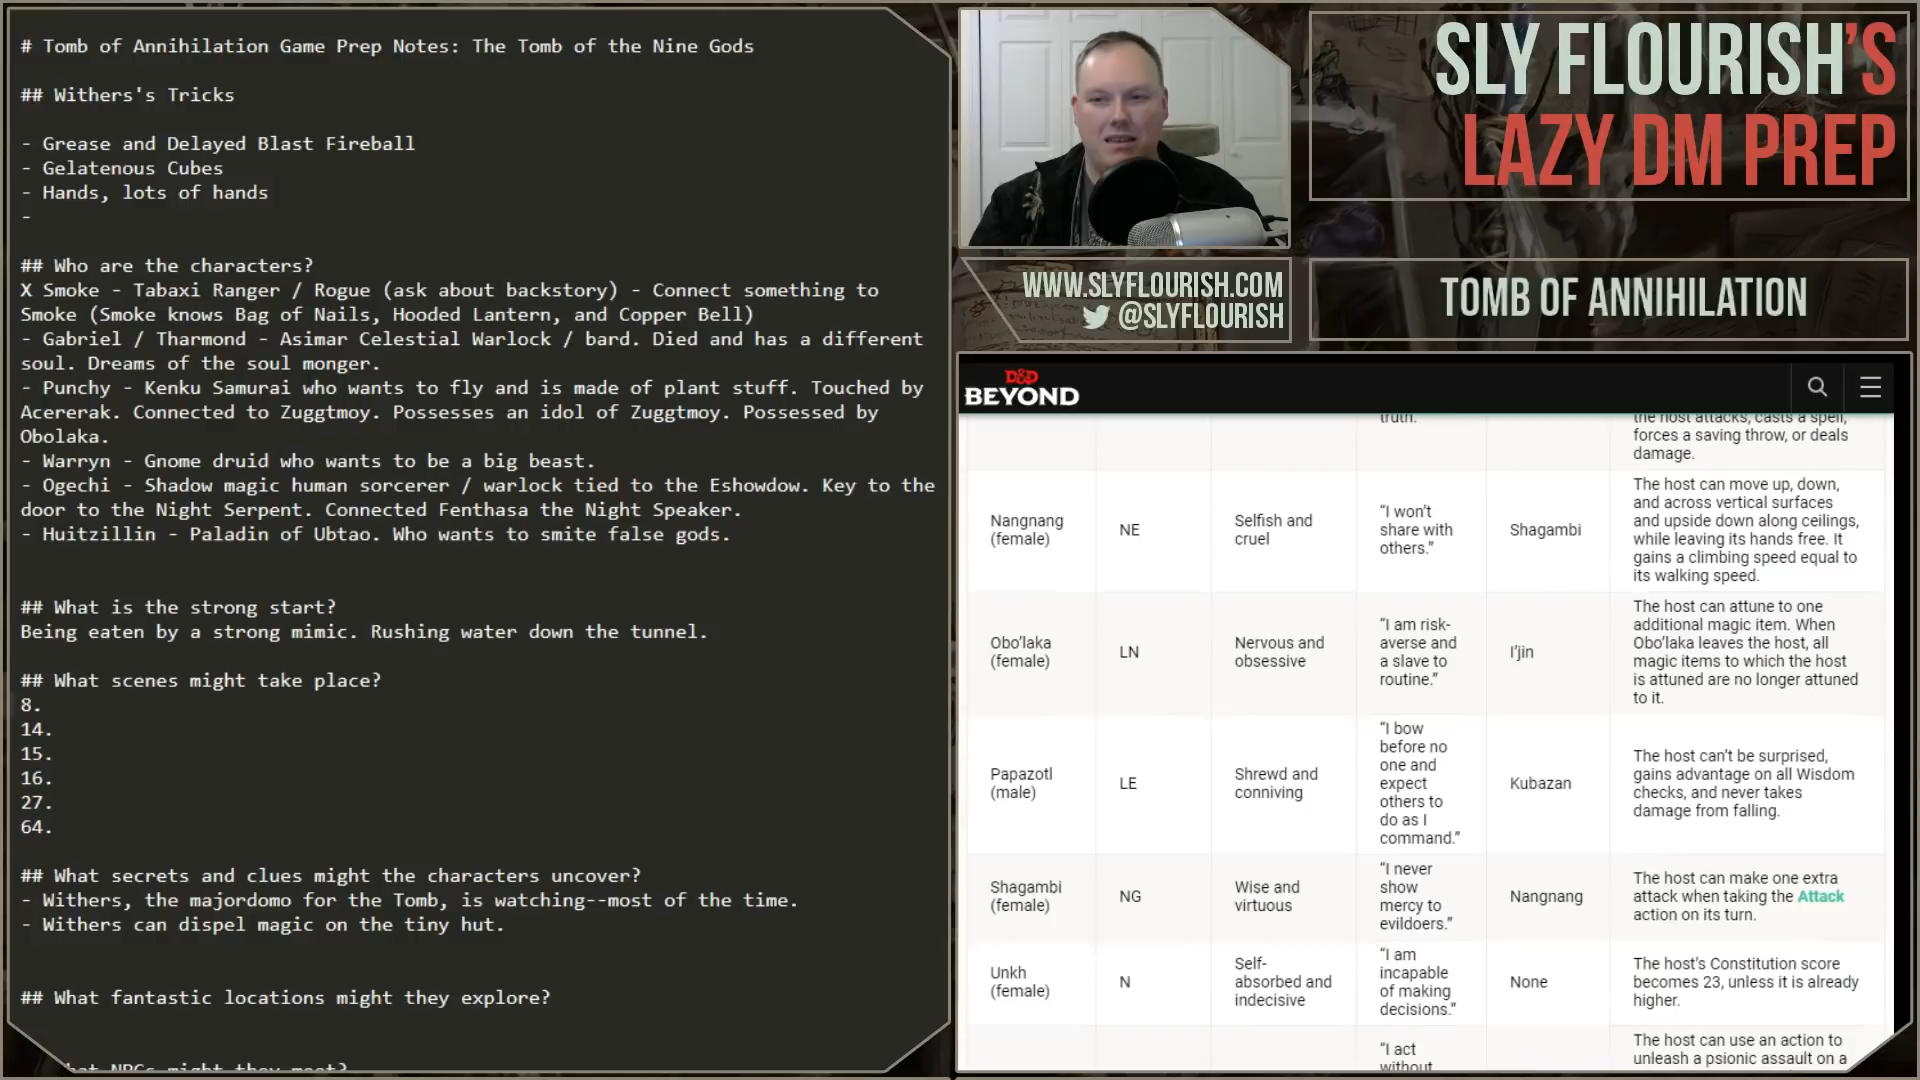 # Tomb of Annihilation Game Prep Notes: The Tomb of the Nine Gods
## Withers's Tricks
- Grease and Delayed Blast Fireball
- Gelatenous Cubes
- Hands, lots of hands
-
## Who are the characters?
X Smoke - Tabaxi Ranger / Rogue (ask about backstory) - Connect something to
Smoke (Smoke knows Bag of Nails, Hooded Lantern, and Copper Bell)
- Gabriel / Tharmond - Asimar Celestial Warlock / bard. Died and has a different
soul. Dreams of the soul monger.
- Punchy - Kenku Samurai who wants to fly and is made of plant stuff. Touched by
Acererak. Connected to Zuggtmoy. Possesses an idol of Zuggtmoy. Possessed by
Obolaka.
- Warryn - Gnome druid who wants to be a big beast.
- Ogechi - Shadow magic human sorcerer / warlock tied to the Eshowdow. Key to the
door to the Night Serpent. Connected Fenthasa the Night Speaker.
- Huitzillin - Paladin of Ubtao. Who wants to smite false gods.
## What is the strong start?
Being eaten by a strong mimic. Rushing water down the tunnel.
## What scenes might take place?
8.
14.
15.
16.
27.
64.
## What secrets and clues might the characters uncover?
- Withers, the majordomo for the Tomb, is watching--most of the time.
- Withers can dispel magic on the tiny hut.
## What fantastic locations might they explore?
hat NPCs might they meet?
SLY FLOURISH'S
LAZY DM PREP
WWW.SLYFLOURISH.COM
@SLYFLOURISH
TOMB OF ANNIHILATION
D&D
BEYOND
truth.
the host attacks, casts a spell,
forces a saving throw, or deals
damage.
Nangnang
(female)
NE
Selfish and
cruel
“I won’t
share with
others.”
Shagambi
The host can move up, down,
and across vertical surfaces
and upside down along ceilings,
while leaving its hands free. It
gains a climbing speed equal to
its walking speed.
Obo’laka
(female)
LN
Nervous and
obsessive
“I am risk-
averse and
a slave to
routine.”
I’jin
The host can attune to one
additional magic item. When
Obo’laka leaves the host, all
magic items to which the host
is attuned are no longer attuned
to it.
Papazotl
(male)
LE
Shrewd and
conniving
“I bow
before no
one and
expect
others to
do as I
command.”
Kubazan
The host can’t be surprised,
gains advantage on all Wisdom
checks, and never takes
damage from falling.
Shagambi
(female)
NG
Wise and
virtuous
“I never
show
mercy to
evildoers.”
Nangnang
The host can make one extra
attack when taking the Attack
action on its turn.
Unkh
(female)
N
Self-
absorbed and
indecisive
“I am
incapable
of making
decisions.”
None
The host’s Constitution score
becomes 23, unless it is already
higher.
“I act
without
The host can use an action to
unleash a psionic assault on a